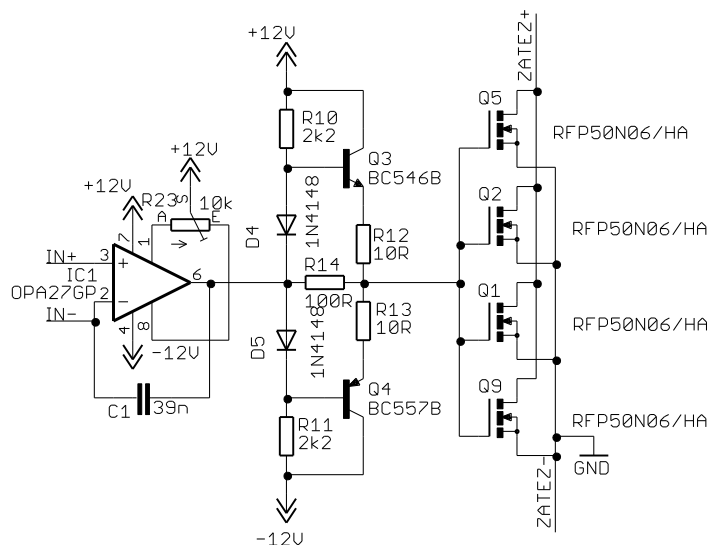 +12V
ZATEZ+
R10
2k2
Q3
BC546B
Q5
RFP50N06/HA
+12V
+12V
R23
S
10k
A
E
7
1
D4
1N4148
R12
10R
Q2
RFP50N06/HA
IN+
3
+
IC1
6
OPA27GP
2
−
IN-
4
8
-12V
R14
100R
R13
10R
Q1
RFP50N06/HA
D5
1N4148
C1
39n
Q4
BC557B
Q9
RFP50N06/HA
R11
2k2
GND
ZATEZ-
-12V